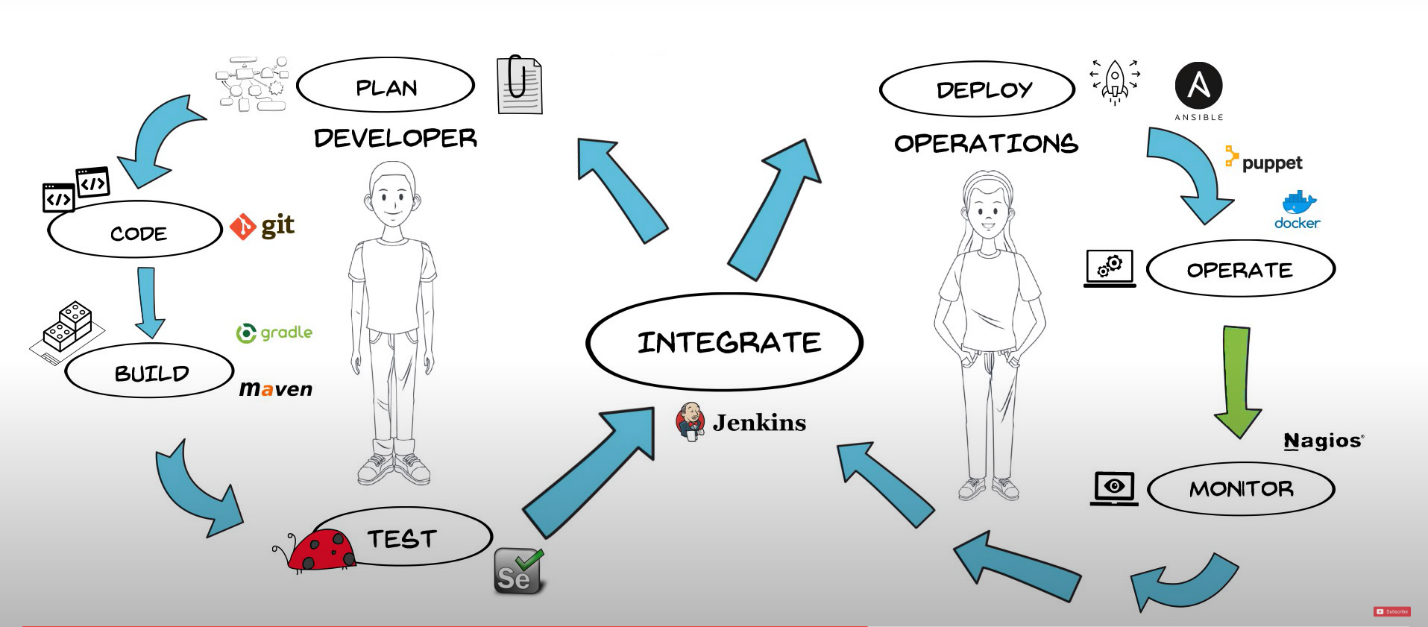 PLAN
DEVELOPER
</>
</>
CODE
git
gradle
BUILD
maven
TEST
Se
INTEGRATE
Jenkins
DEPLOY
A
ANSIBLE
OPERATIONS
puppet
docker
OPERATE
Nagios®
MONITOR
Subscribe